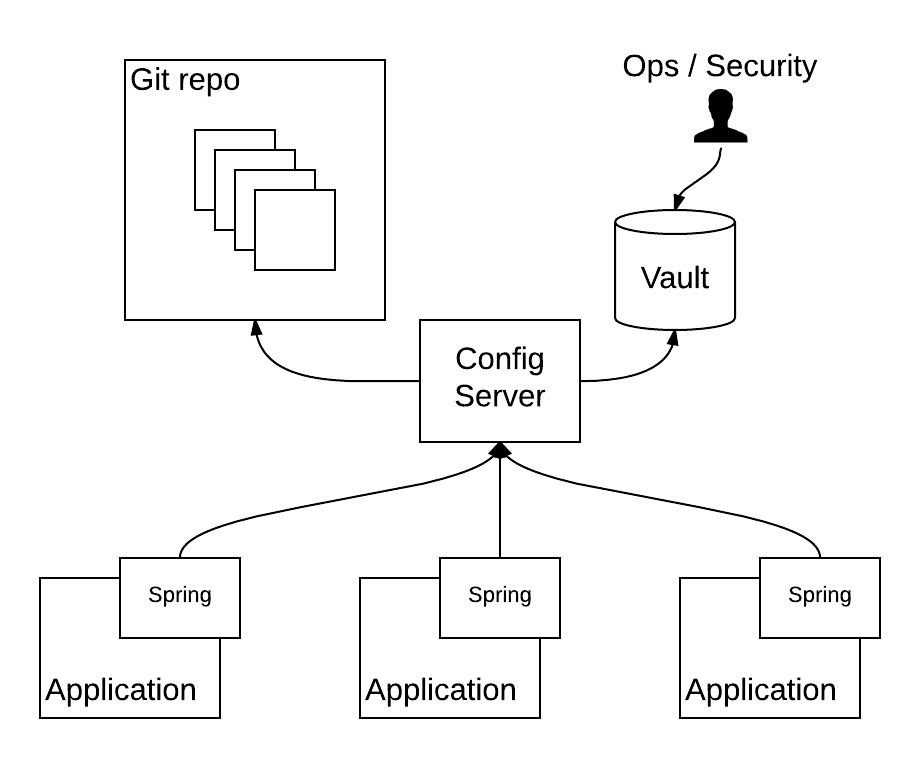 Git repo
Ops / Security
Vault
Config
Server
Spring
Application
Spring
Application
Spring
Application